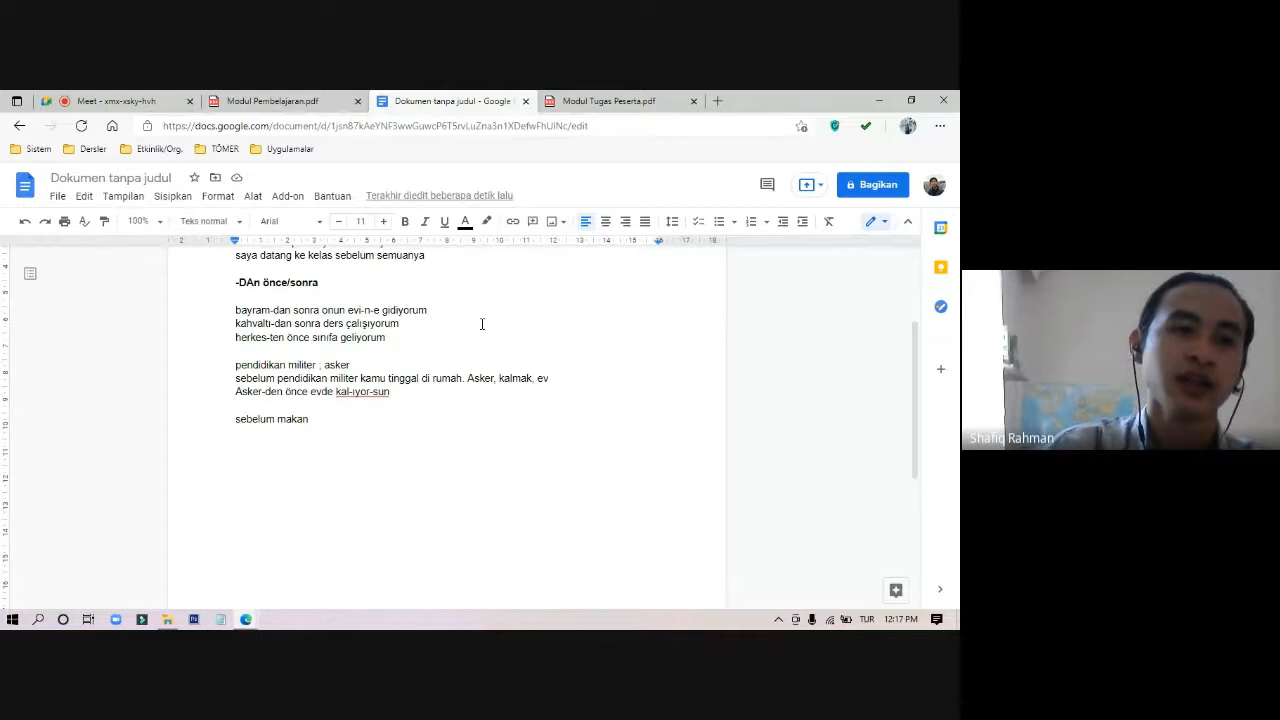 Meet - xmx-xsky-hvh
Modul Pembelajaran.pdf
Dokumen tanpa judul - Google
Modul Tugas Peserta.pdf
Sistem
Dersler
Etkinlik/Org.
TÖMER
Uygulamalar
Dokumen tanpa judul
File Edit Tampilan Sisipkan Format Alat Add-on Bantuan Terakhir diedit beberapa detik lalu
Bagikan
100% Teks normal Arial 11
saya datang ke kelas sebelum semuanya
-DAn önce/sonra
bayram-dan sonra onun evi-n-e gidiyorum
kahvaltı-dan sonra ders çalışıyorum
herkes-ten önce sınıfa geliyorum
pendidikan militer ; asker
sebelum pendidikan militer kamu tinggal di rumah. Asker, kalmak, ev
Asker-den önce evde kal-ıyor-sun
sebelum makan
Shafiq Rahman
TUR 12:17 PM